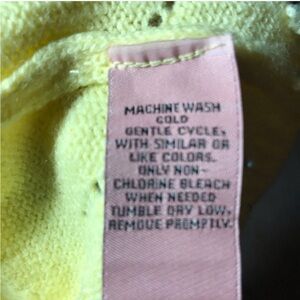 MACHINE WASH
COLD
GENTLE CYCLE,
WITH SIMILAR OR
LIKE COLORS.
ONLY NON-
CHLORINE BLEACH
WHEN NEEDED
TUMBLE DRY LOW,
REMOVE PROMPTLY.